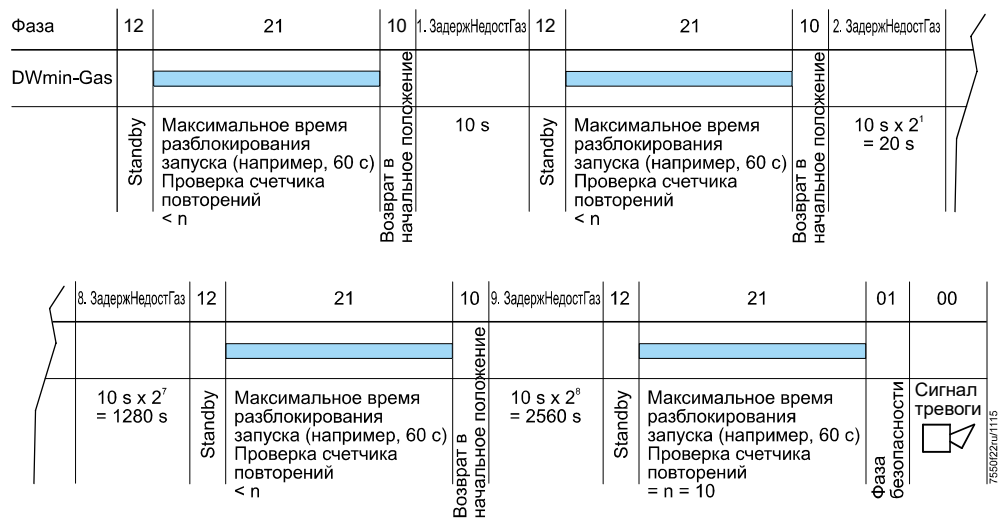 Фаза 12 21 10 1. ЗадержНедостГаз 12 21 10 2. ЗадержНедостГаз
DWmin-Gas
Standby
Максимальное время
разблокирования
запуска (например, 60 с)
Проверка счетчика
повторений
< n
Возврат в
начальное положение
10 s
Standby
Максимальное время
разблокирования
запуска (например, 60 с)
Проверка счетчика
повторений
< n
Возврат в
начальное положение
10 s x 2¹
= 20 s
8. ЗадержНедостГаз 12 21 10 9. ЗадержНедостГаз 12 21 01 00
10 s x 2⁷
= 1280 s
Standby
Максимальное время
разблокирования
запуска (например, 60 с)
Проверка счетчика
повторений
< n
Возврат в
начальное положение
10 s x 2⁸
= 2560 s
Standby
Максимальное время
разблокирования
запуска (например, 60 с)
Проверка счетчика
повторений
= n = 10
Фаза
безопасности
Сигнал
тревоги
7550f22ru/1115